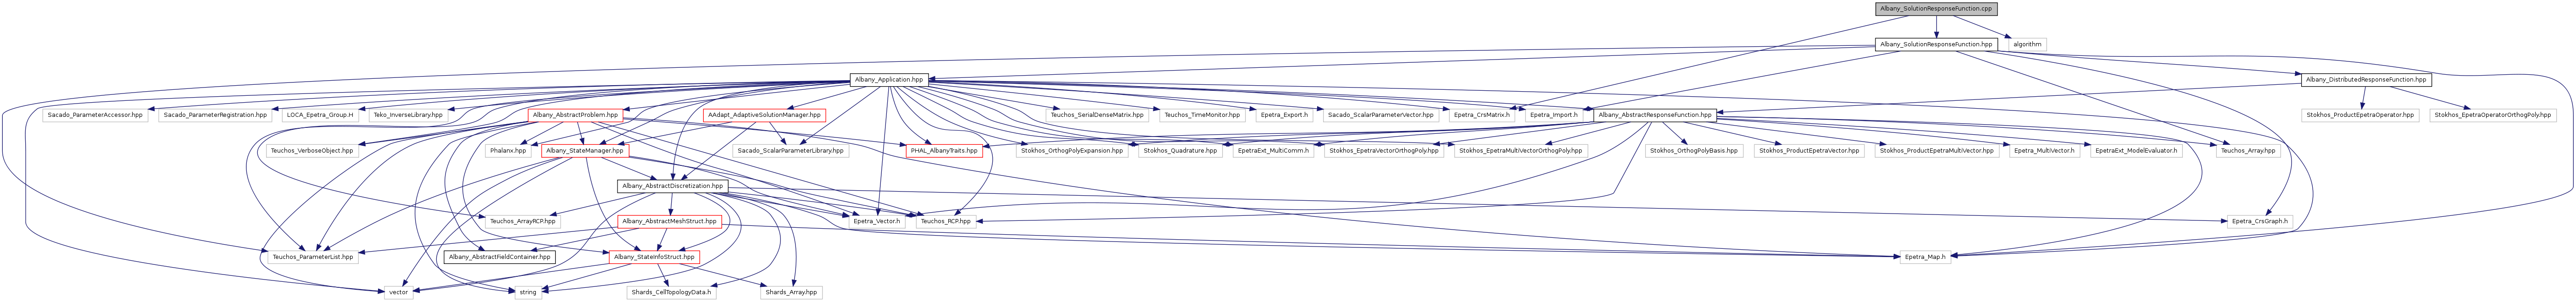 Albany_SolutionResponseFunction.cpp
Albany_SolutionResponseFunction.hpp
algorithm
Albany_Application.hpp
Albany_DistributedResponseFunction.hpp
Sacado_ParameterAccessor.hpp
Sacado_ParameterRegistration.hpp
LOCA_Epetra_Group.H
Teko_InverseLibrary.hpp
Albany_AbstractProblem.hpp
AAdapt_AdaptiveSolutionManager.hpp
Teuchos_SerialDenseMatrix.hpp
Teuchos_TimeMonitor.hpp
Epetra_Export.h
Sacado_ScalarParameterVector.hpp
Epetra_CrsMatrix.h
Epetra_Import.h
Albany_AbstractResponseFunction.hpp
Stokhos_ProductEpetraOperator.hpp
Stokhos_EpetraOperatorOrthogPoly.hpp
Teuchos_VerboseObject.hpp
Phalanx.hpp
Albany_StateManager.hpp
Sacado_ScalarParameterLibrary.hpp
PHAL_AlbanyTraits.hpp
Stokhos_OrthogPolyExpansion.hpp
Stokhos_Quadrature.hpp
EpetraExt_MultiComm.h
Stokhos_EpetraVectorOrthogPoly.hpp
Stokhos_EpetraMultiVectorOrthogPoly.hpp
Stokhos_OrthogPolyBasis.hpp
Stokhos_ProductEpetraVector.hpp
Stokhos_ProductEpetraMultiVector.hpp
Epetra_MultiVector.h
EpetraExt_ModelEvaluator.h
Teuchos_Array.hpp
Albany_AbstractDiscretization.hpp
Teuchos_ArrayRCP.hpp
Albany_AbstractMeshStruct.hpp
Epetra_Vector.h
Teuchos_RCP.hpp
Epetra_CrsGraph.h
Teuchos_ParameterList.hpp
Albany_AbstractFieldContainer.hpp
Albany_StateInfoStruct.hpp
Epetra_Map.h
vector
string
Shards_CellTopologyData.h
Shards_Array.hpp